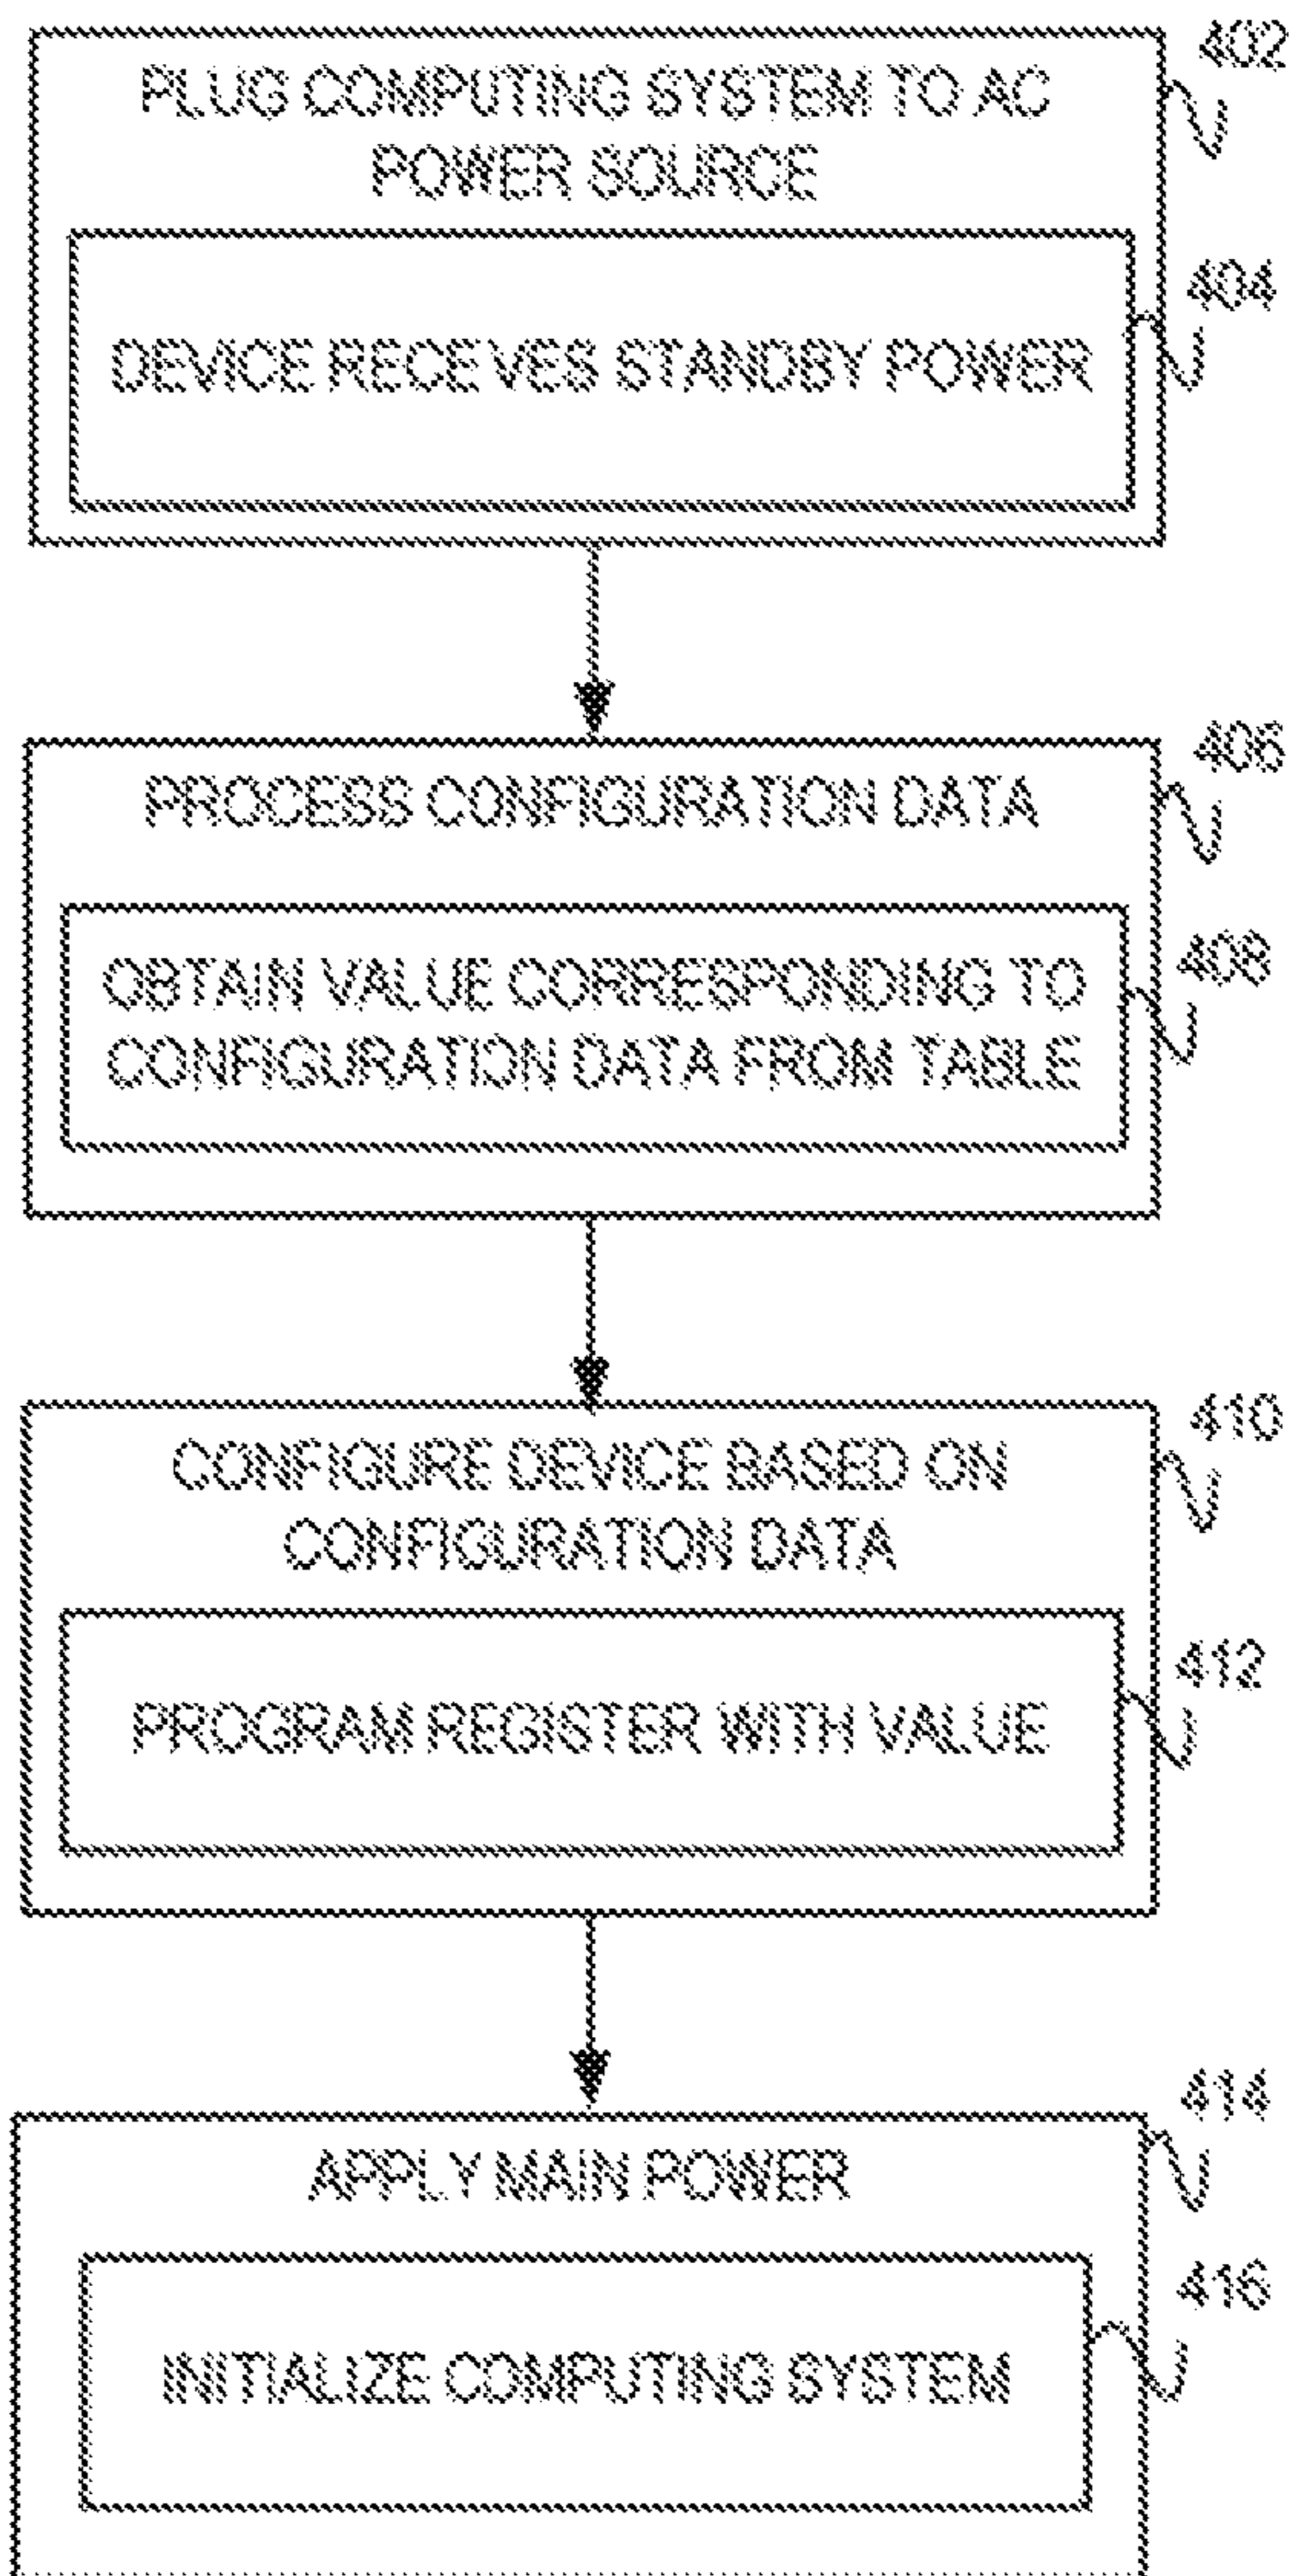 402
PLUG COMPUTING SYSTEM TO AC
POWER SOURCE
404
DEVICE RECEIVES STANDBY POWER
406
PROCESS CONFIGURATION DATA
408
OBTAIN VALUE CORRESPONDING TO
CONFIGURATION DATA FROM TABLE
410
CONFIGURE DEVICE BASED ON
CONFIGURATION DATA
412
PROGRAM REGISTER WITH VALUE
414
APPLY MAIN POWER
416
INITIALIZE COMPUTING SYSTEM